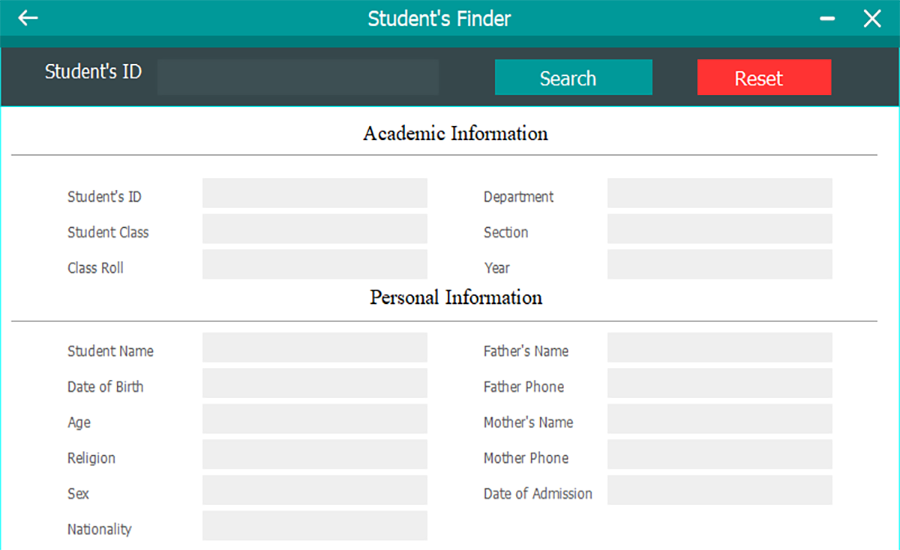 Student's Finder
Student's ID
Search
Reset
Academic Information
Student's ID
Department
Student Class
Section
Class Roll
Year
Personal Information
Student Name
Father's Name
Date of Birth
Father Phone
Age
Mother's Name
Religion
Mother Phone
Sex
Date of Admission
Nationality